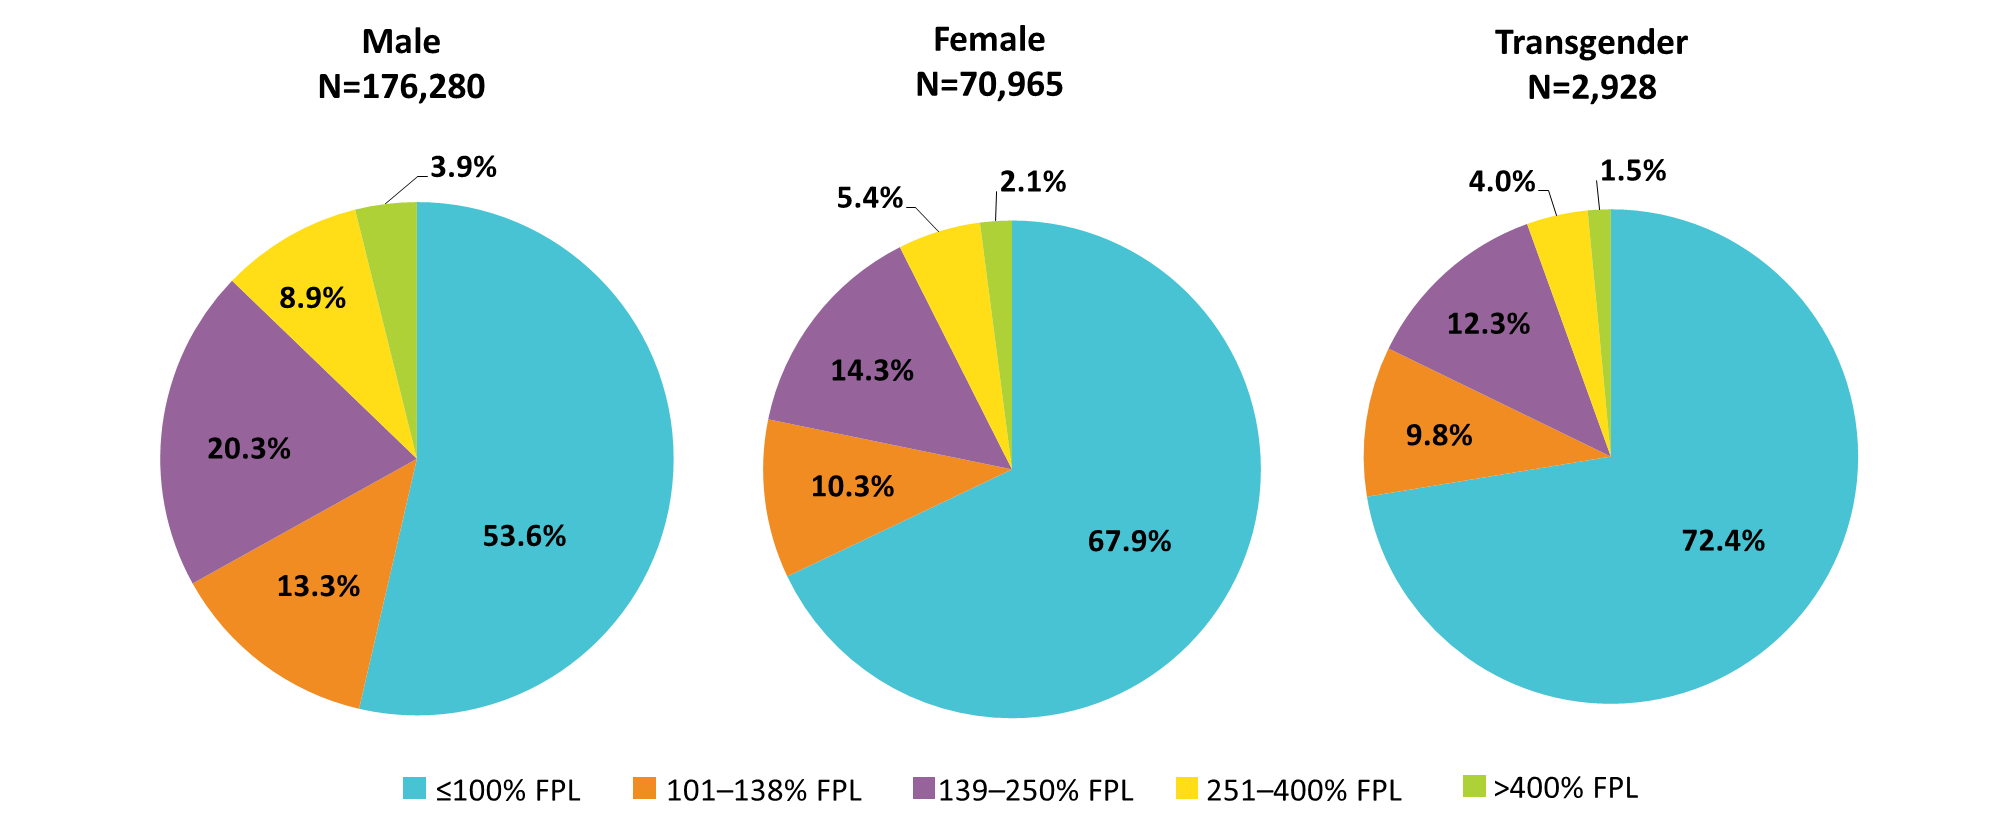 Male
N=176,280
3.9%
8.9%
20.3%
13.3%
53.6%
Female
N=70,965
2.1%
5.4%
14.3%
10.3%
67.9%
Transgender
N=2,928
1.5%
4.0%
12.3%
9.8%
72.4%
≤100% FPL
101–138% FPL
139–250% FPL
251–400% FPL
>400% FPL